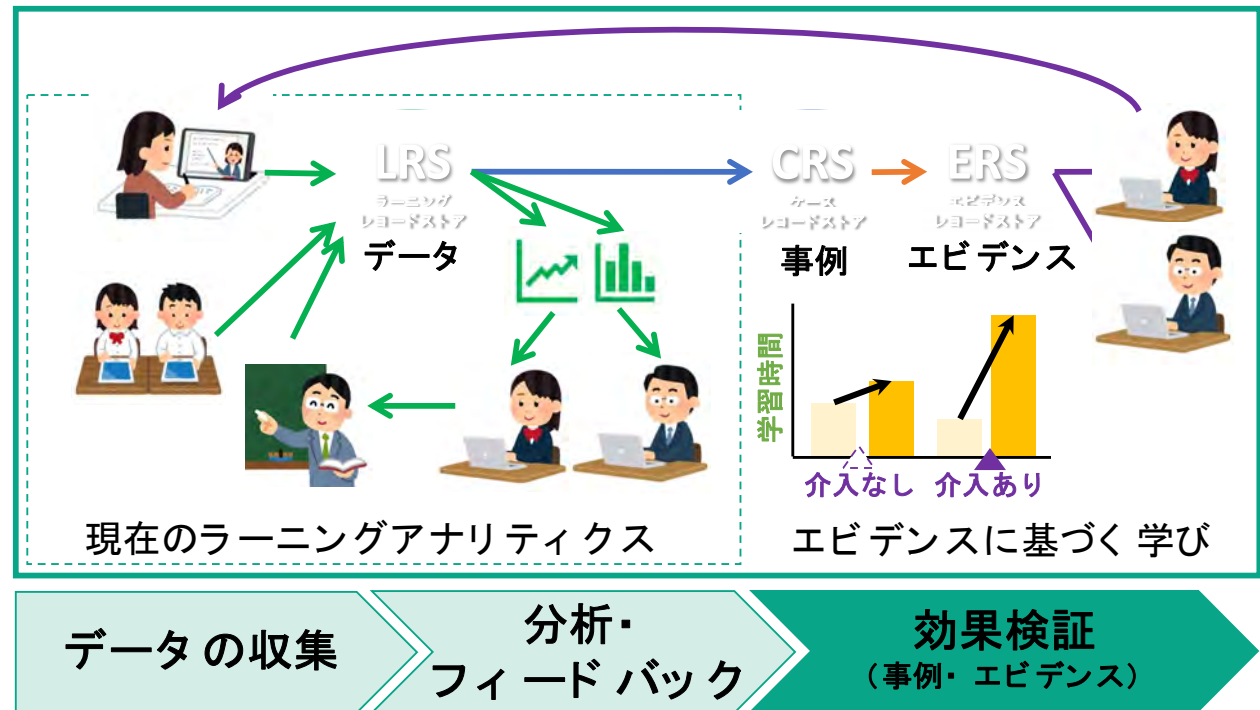 LRS
ラーニング
レコードストア
データ
CRS
ケース
レコードストア
事例
ERS
エビデンス
レコードストア
エビデンス
学習時間
介入なし
介入あり
現在のラーニングアナリティクス
エビデンスに基づく学び
データの収集
分析・
フィードバック
効果検証
(事例・エビデンス)